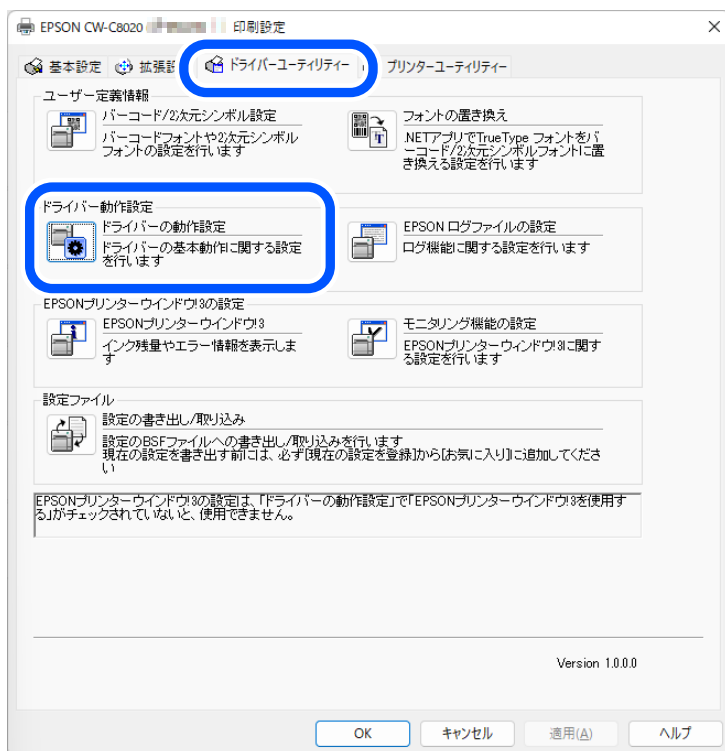 EPSON CW-C8020 印刷設定
基本設定 拡張設 ドライバーユーティリティー プリンターユーティリティー
ユーザー定義情報
バーコード/2次元シンボル設定
バーコードフォントや2次元シンボル
フォントの設定を行います
フォントの置き換え
.NETアプリでTrueType フォントをバ
ーコード/2次元シンボルフォントに置
き換える設定を行います
ドライバー動作設定
ドライバーの動作設定
ドライバーの基本動作に関する設定
を行います
EPSON ログファイルの設定
ログ機能に関する設定を行います
EPSONプリンターウインドウ!3の設定
EPSONプリンターウインドウ!3
インク残量やエラー情報を表示しま
す
モニタリング機能の設定
EPSONプリンターウィンドウ!3に関す
る設定を行います
設定ファイル
設定の書き出し/取り込み
設定のBSFファイルへの書き出し/取り込みを行います
現在の設定を書き出す前には、必ず[現在の設定を登録]から[お気に入り]に追加してくださ
い
EPSONプリンターウインドウ!3の設定は、「ドライバーの動作設定」で「EPSONプリンターウインドウ!3を使用す
る」がチェックされていないと、使用できません。
Version 1.0.0.0
OK キャンセル 適用(A) ヘルプ